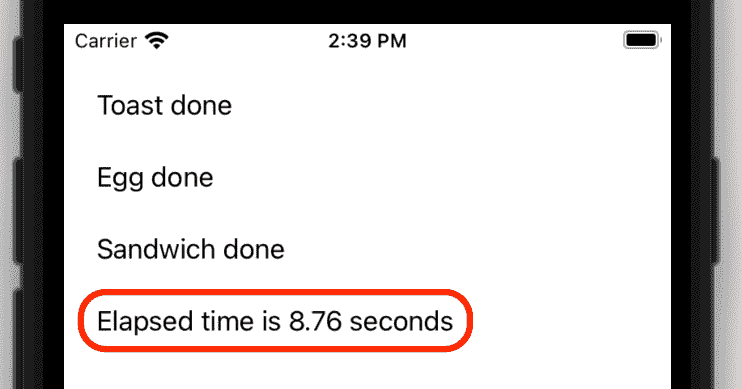 Carrier 2:39 PM
Toast done
Egg done
Sandwich done
Elapsed time is 8.76 seconds